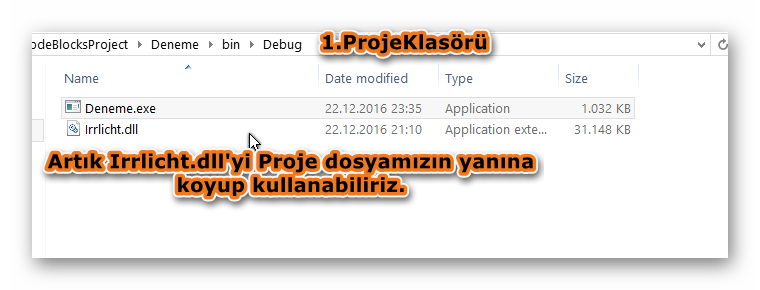 odeBlocksProject Deneme bin Debug 1.ProjeKlasörü
Name Date modified Type Size
Deneme.exe 22.12.2016 23:35 Application 1.032 KB
Irrlicht.dll 22.12.2016 21:10 Application exte... 31.148 KB
Artık Irrlicht.dll'yi Proje dosyamızın yanına
koyup kullanabiliriz.